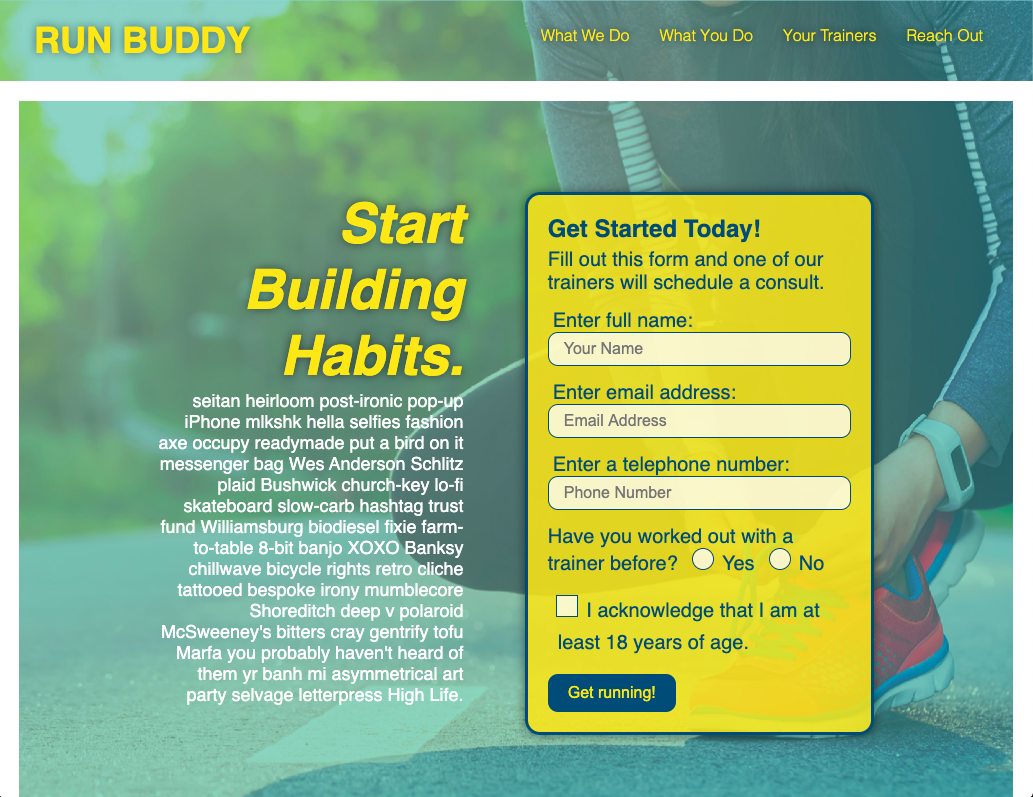 RUN BUDDY
What We Do
What You Do
Your Trainers
Reach Out
Start
Building
Habits.
seitan heirloom post-ironic pop-up
iPhone mlkshk hella selfies fashion
axe occupy readymade put a bird on it
messenger bag Wes Anderson Schlitz
plaid Bushwick church-key lo-fi
skateboard slow-carb hashtag trust
fund Williamsburg biodiesel fixie farm-
to-table 8-bit banjo XOXO Banksy
chillwave bicycle rights retro cliche
tattooed bespoke irony mumblecore
Shoreditch deep v polaroid
McSweeney's bitters cray gentrify tofu
Marfa you probably haven't heard of
them yr banh mi asymmetrical art
party selvage letterpress High Life.
Get Started Today!
Fill out this form and one of our
trainers will schedule a consult.
Enter full name:
Your Name
Enter email address:
Email Address
Enter a telephone number:
Phone Number
Have you worked out with a
trainer before? Yes No
I acknowledge that I am at
least 18 years of age.
Get running!